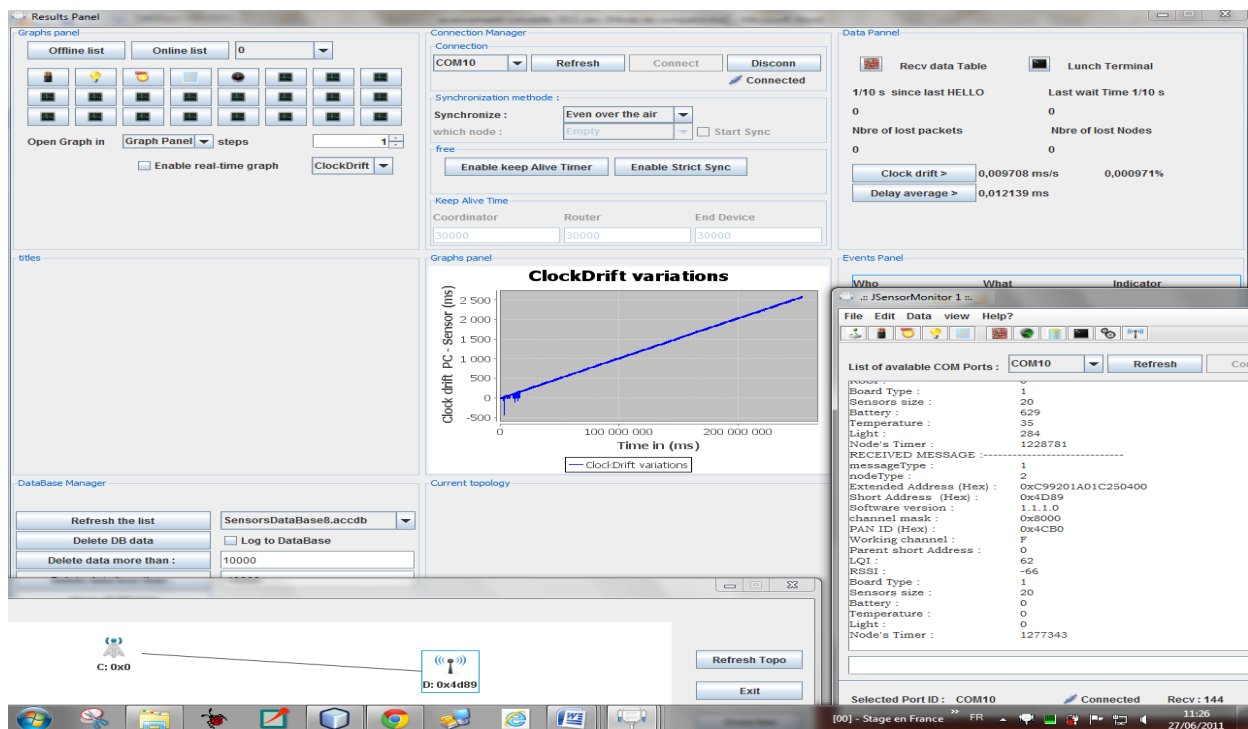 Results Panel
Graphs panel
Offline list Online list 0
Open Graph in Graph Panel steps 1
Enable real-time graph ClockDrift
Connection Manager
Connection
COM10 Refresh Connect Disconn
Connected
Synchronization methode :
Synchronize : Even over the air
which node : Empty Start Sync
free
Enable keep Alive Timer Enable Strict Sync
Keep Alive Time
Coordinator Router End Device
30000 30000 30000
Data Pannel
Recv data Table Lunch Terminal
1/10 s since last HELLO Last wait Time 1/10 s
0 0
Nbre of lost packets Nbre of lost Nodes
0 0
Clock drift > 0,009708 ms/s 0,000971%
Delay average > 0,012139 ms
titles
Graphs panel
ClockDrift variations
Clock drift PC - Sensor (ms)
2 500
2 000
1 500
1 000
500
0
-500
0 100 000 000 200 000 000
Time in (ms)
Clock Drift variations
Events Panel
Who What Indicator
.:: JSensorMonitor 1 ::.
File Edit Data view Help?
List of avalable COM Ports : COM10 Refresh
RSSI : 0
Board Type : 1
Sensors size : 20
Battery : 629
Temperature : 35
Light : 284
Node's Timer : 1228781
RECEIVED MESSAGE :----------------------------
messageType : 1
nodeType : 2
Extended Address (Hex) : 0xC99201A01C250400
Short Address (Hex) : 0x4D89
Software version : 1.1.1.0
channel mask : 0x8000
PAN ID (Hex) : 0x4CB0
Working channel : F
Parent short Address : 0
LQI : 62
RSSI : -66
Board Type : 1
Sensors size : 20
Battery : 0
Temperature : 0
Light : 0
Node's Timer : 1277343
Selected Port ID : COM10 Connected Recv : 144
DataBase Manager
Refresh the list SensorsDataBase8.accdb
Delete DB data Log to DataBase
Delete data more than : 10000
Current topology
C: 0x0
D: 0x4d89
Refresh Topo
Exit
[00] - Stage en France FR 11:26
27/06/2011